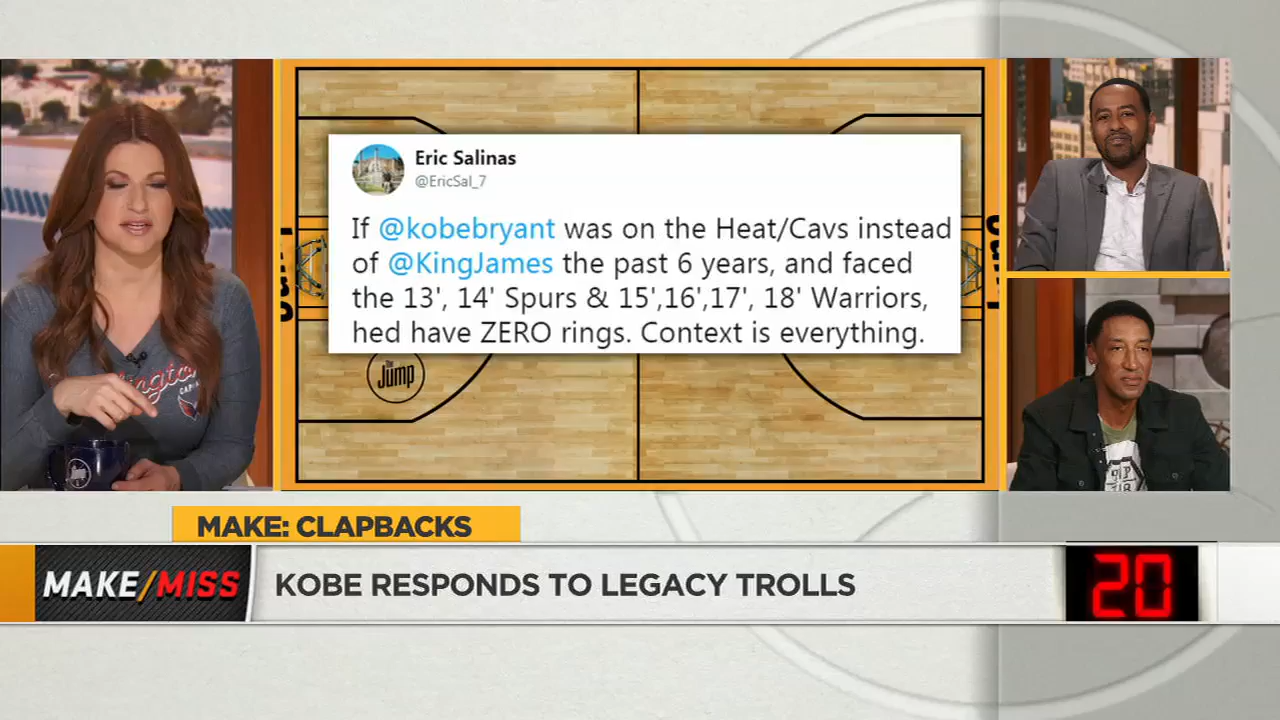 Eric Salinas
@EricSal_7
If @kobebryant was on the Heat/Cavs instead
of @KingJames the past 6 years, and faced
the 13', 14' Spurs & 15',16',17', 18' Warriors,
hed have ZERO rings. Context is everything.
The
Jump
MAKE: CLAPBACKS
MAKE/MISS
KOBE RESPONDS TO LEGACY TROLLS
20